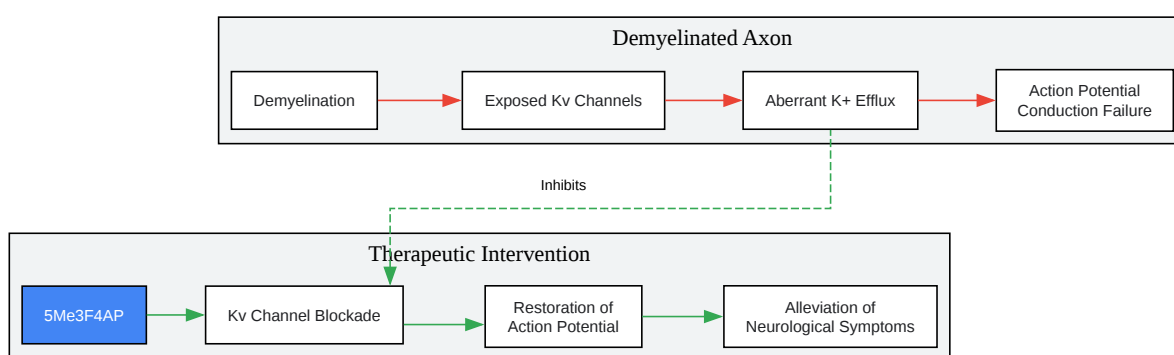 Demyelinated Axon
Demyelination
Exposed Kv Channels
Aberrant K+ Efflux
Action Potential
Conduction Failure
Inhibits
Therapeutic Intervention
5Me3F4AP
Kv Channel Blockade
Restoration of
Action Potential
Alleviation of
Neurological Symptoms